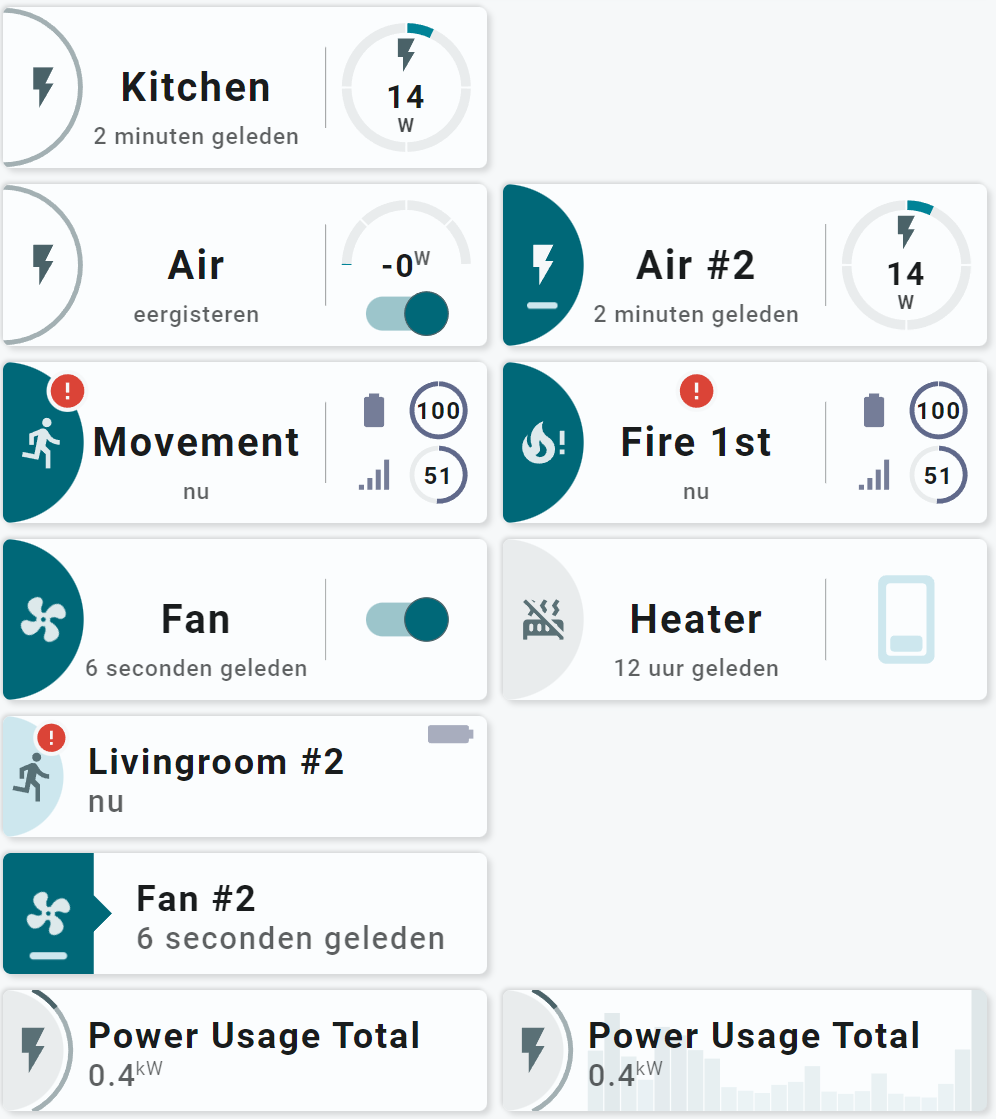 Kitchen
2 minuten geleden
14
W
Air
eergisteren
-0W
Air #2
2 minuten geleden
14
W
Movement
nu
100
51
Fire 1st
nu
100
51
Fan
6 seconden geleden
Heater
12 uur geleden
Livingroom #2
nu
Fan #2
6 seconden geleden
Power Usage Total
0.4kW
Power Usage Total
0.4kW